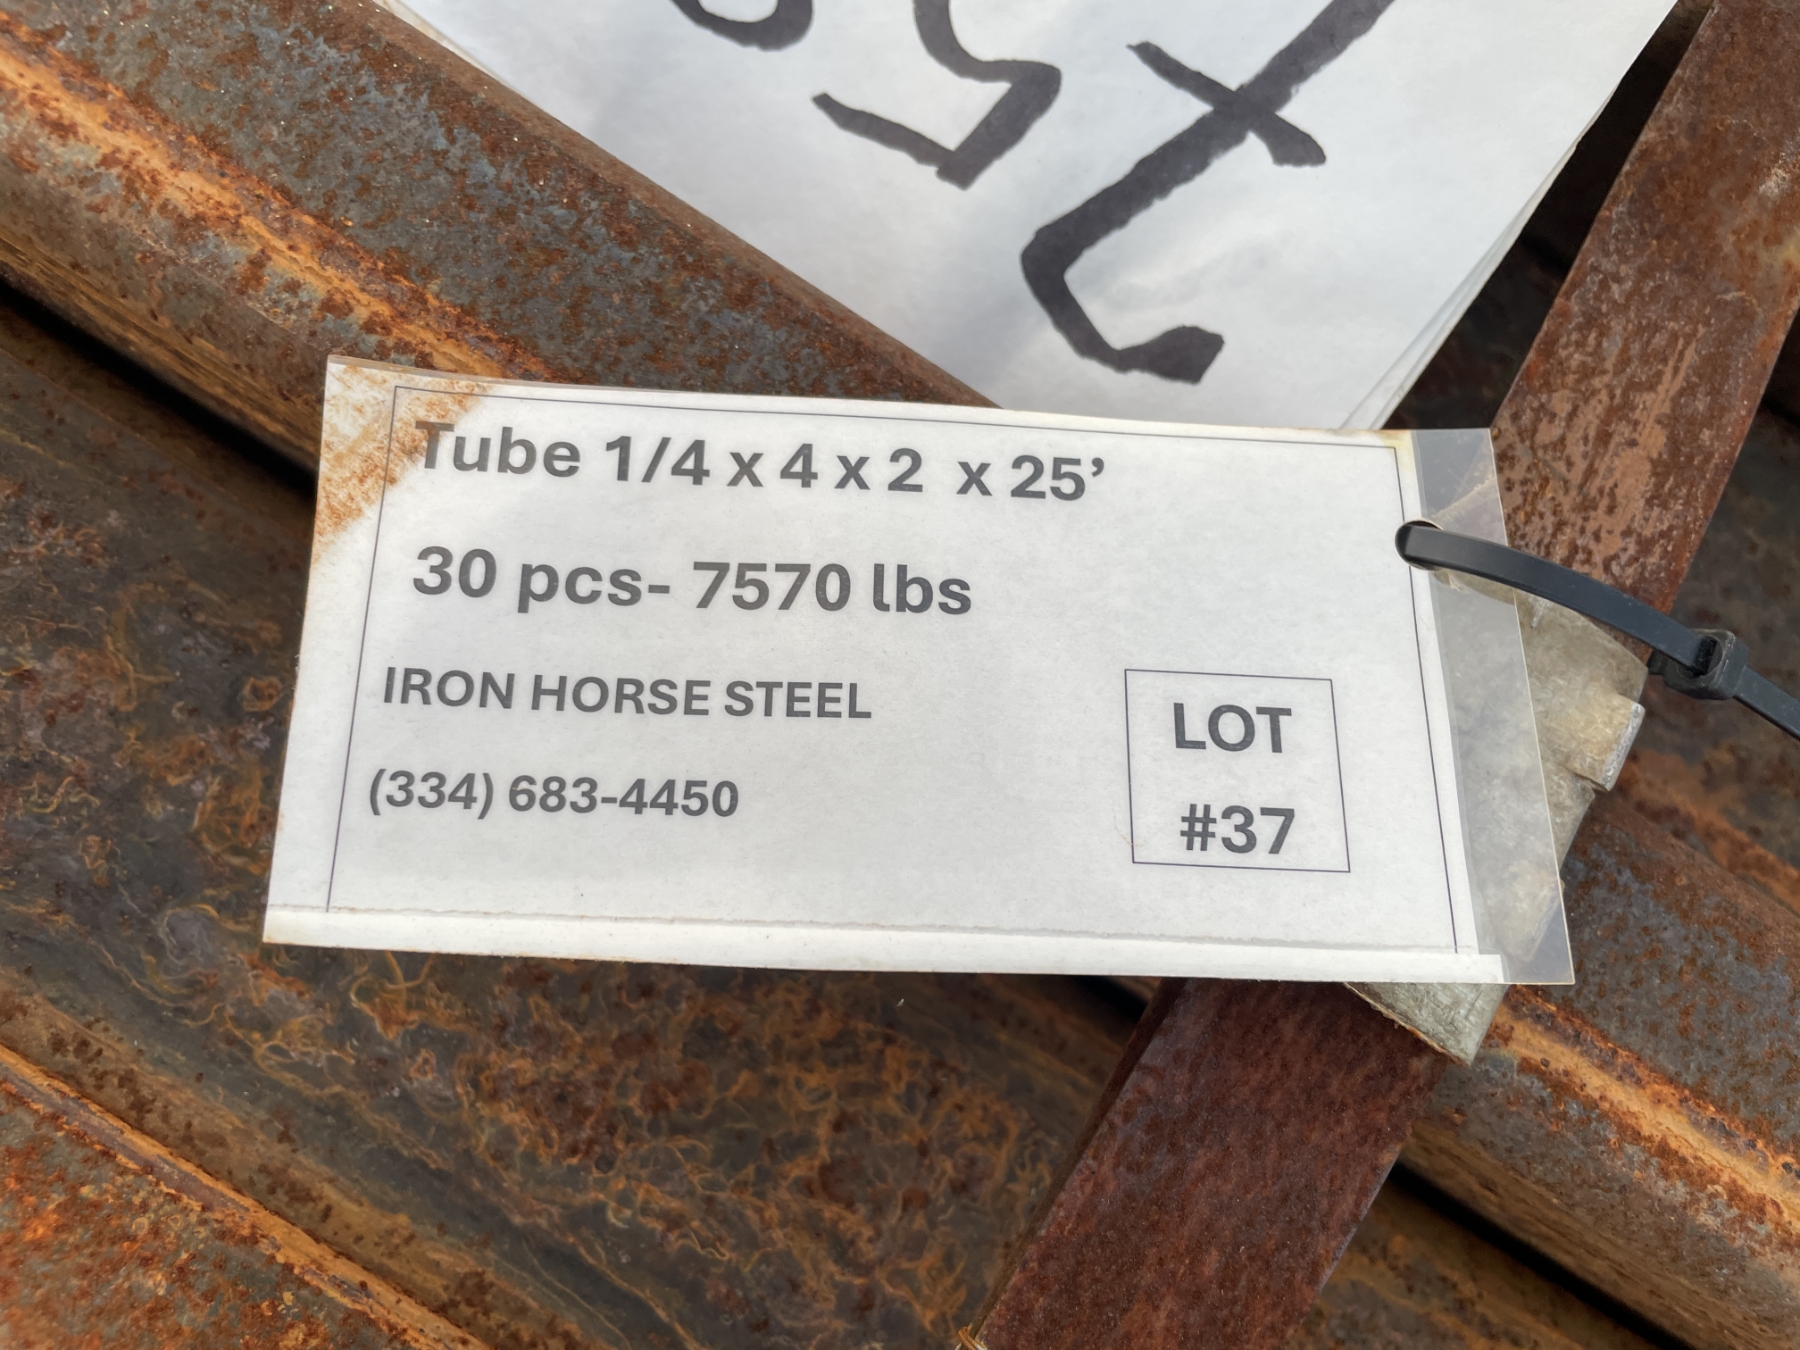 Tube 1/4 x 4 x 2 x 25’
30 pcs- 7570 lbs
IRON HORSE STEEL
(334) 683-4450
LOT
#37